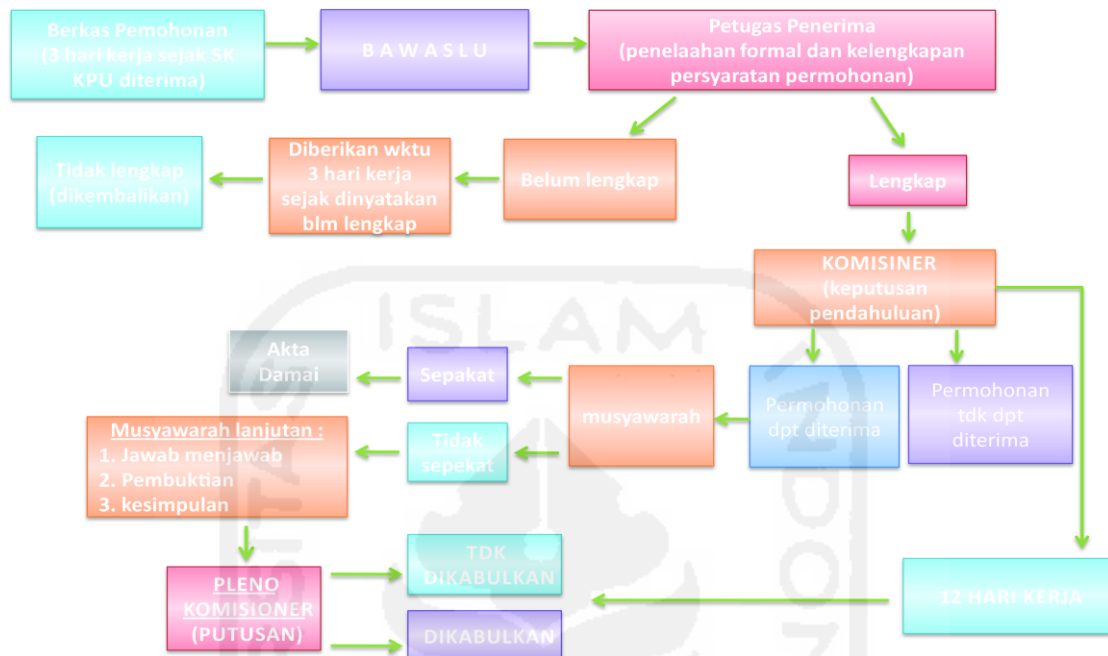 Berkas Pemohonan
(3 hari kerja sejak SK
KPU diterima)
B A W A S L U
Petugas Penerima
(penelaahan formal dan kelengkapan
persyaratan permohonan)
Tidak lengkap
(dikembalikan)
Diberikan wktu
3 hari kerja
sejak dinyatakan
blm lengkap
Belum lengkap
Lengkap
KOMISINER
(keputusan
pendahuluan)
Akta
Damai
Sepakat
musyawarah
Permohonan
dpt diterima
Permohonan
tdk dpt
diterima
Musyawarah lanjutan :
1. Jawab menjawab
2. Pembuktian
3. kesimpulan
Tidak
sepekat
PLENO
KOMISIONER
(PUTUSAN)
TDK
DIKABULKAN
DIKABULKAN
12 HARI KERJA
ISLAM
SITAS
INDON